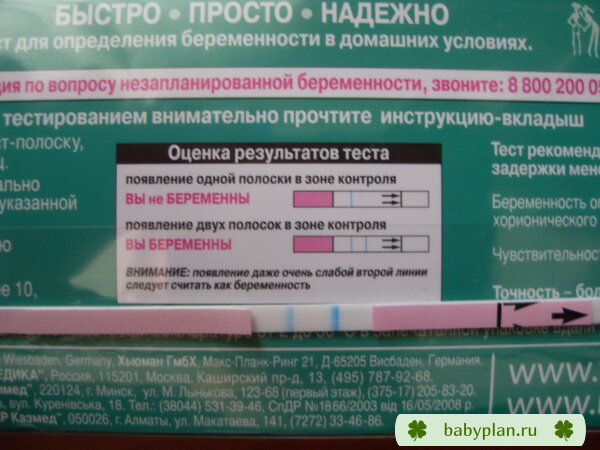 БЫСТРО • ПРОСТО • НАДЕЖНО
для определения беременности в домашних условиях.
по вопросу незапланированной беременности, звоните: 8 800 200 05
тестированием внимательно прочтите инструкцию-вкладыш
Оценка результатов теста
появление одной полоски в зоне контроля
ВЫ не БЕРЕМЕННЫ
появление двух полосок в зоне контроля
ВЫ БЕРЕМЕННЫ
ВНИМАНИЕ: появление даже очень слабой второй линии
следует считать как беременность
т-полоску,
указанной
е 10,
Тест рекоменд
задержки мен
Беременность оп
хорионического
Чувствительнос
Точность – бол
Wiesbaden, Germany, Хьюман ГмбХ, Макс-Планк-Ринг 21, Д-65205 Висбаден, Германия.
ЕДИКА", Россия, 115201, Москва, Каширский пр-д, 13, (495) 787-92-68.
азмед", 220124, г. Минск, ул. М. Лынькова, 123-68 (первый этаж), (375-17) 205-83-20.
вул. Куренівська, 18. Тел.: (38044) 531-39-46, СпДР №1866/2003 від 16/05/2008 р.
Р Казмед", 050026, г. Алматы, ул. Макатаева, 141, (7272) 33-46-86.
www.
www.
babyplan.ru